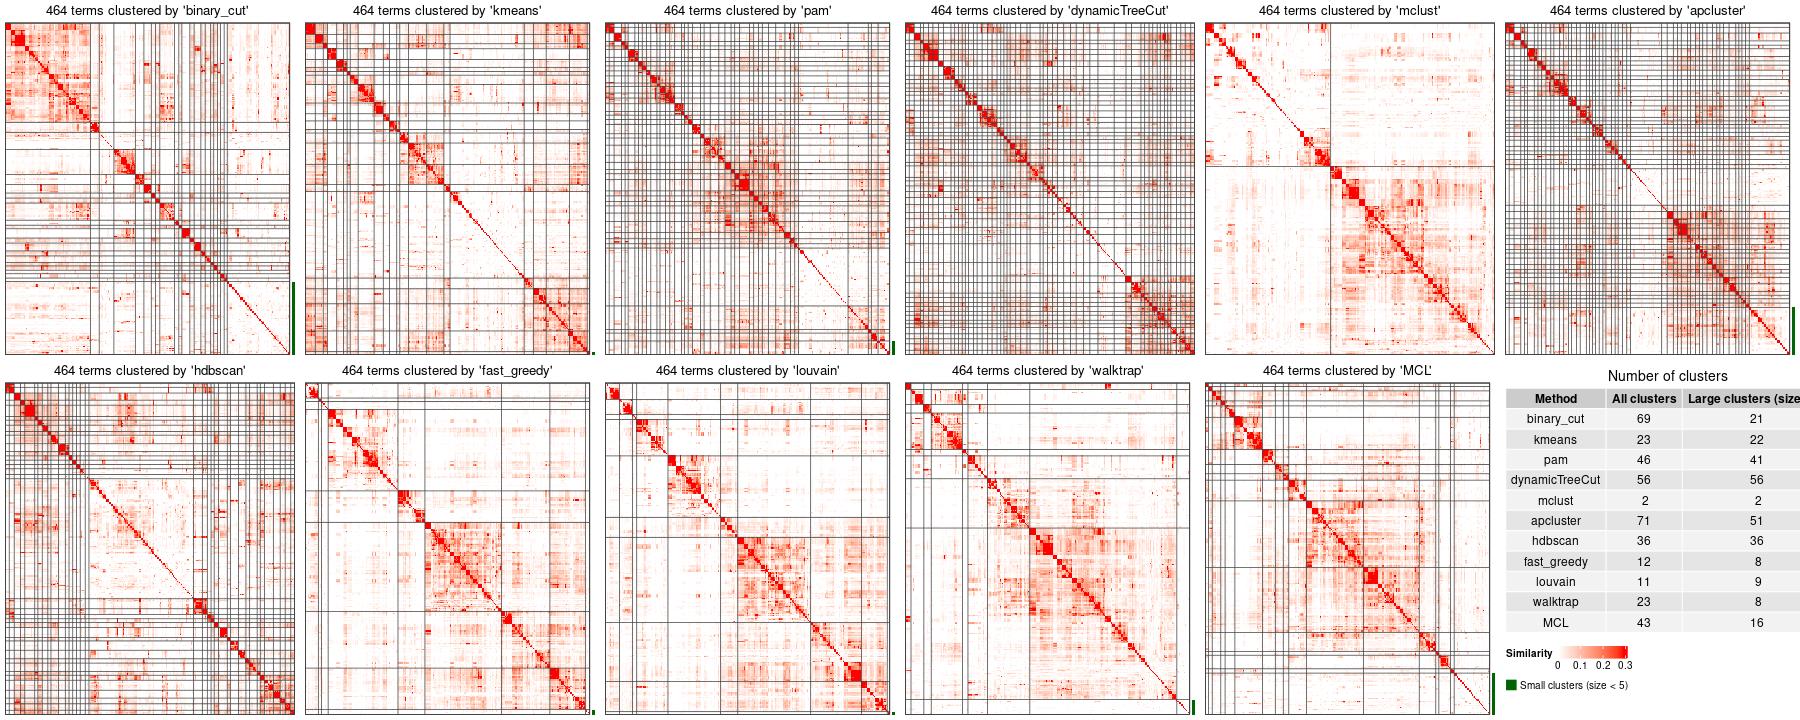 464 terms clustered by 'binary_cut'
464 terms clustered by 'kmeans'
464 terms clustered by 'pam'
464 terms clustered by 'dynamicTreeCut'
464 terms clustered by 'mclust'
464 terms clustered by 'apcluster'
464 terms clustered by 'hdbscan'
464 terms clustered by 'fast_greedy'
464 terms clustered by 'louvain'
464 terms clustered by 'walktrap'
464 terms clustered by 'MCL'
Number of clusters
Method All clusters Large clusters (size
binary_cut 69 21
kmeans 23 22
pam 46 41
dynamicTreeCut 56 56
mclust 2 2
apcluster 71 51
hdbscan 36 36
fast_greedy 12 8
louvain 11 9
walktrap 23 8
MCL 43 16
Similarity
0 0.1 0.2 0.3
Small clusters (size < 5)